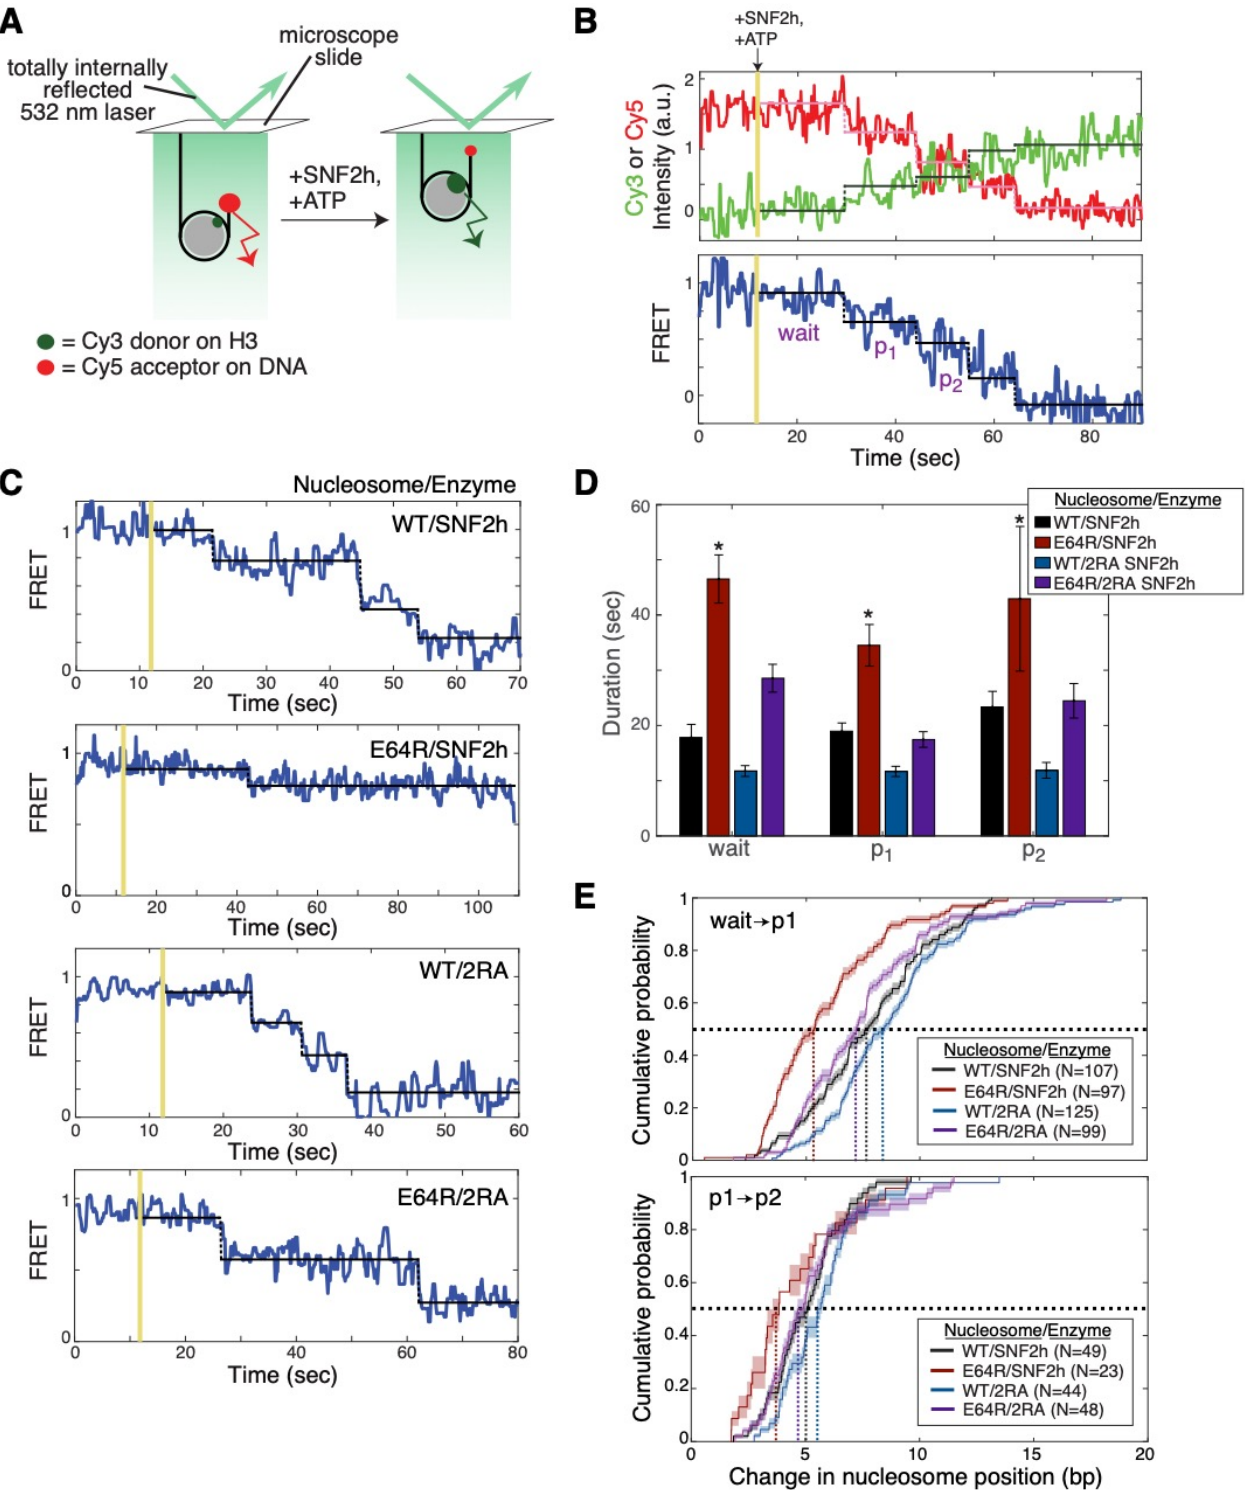 A
totally internally
reflected
532 nm laser
microscope
slide
+SNF2h,
+ATP
= Cy3 donor on H3
= Cy5 acceptor on DNA
B
+SNF2h,
+ATP
Cy3 or Cy5
Intensity (a.u.)
2
1
0
FRET
1
0
wait
p1
p2
0 20 40 60 80
Time (sec)
C
Nucleosome/Enzyme
WT/SNF2h
FRET
1
0
0 10 20 30 40 50 60 70
Time (sec)
E64R/SNF2h
FRET
1
0
0 20 40 60 80 100
Time (sec)
WT/2RA
FRET
1
0
0 10 20 30 40 50 60
Time (sec)
E64R/2RA
FRET
1
0
0 20 40 60 80
Time (sec)
D
Nucleosome/Enzyme
WT/SNF2h
E64R/SNF2h
WT/2RA SNF2h
E64R/2RA SNF2h
Duration (sec)
60
40
20
0
*
*
*
wait p1 p2
E
wait→p1
Cumulative probability
1
0.8
0.6
0.4
0.2
0
Nucleosome/Enzyme
WT/SNF2h (N=107)
E64R/SNF2h (N=97)
WT/2RA (N=125)
E64R/2RA (N=99)
p1→p2
Cumulative probability
1
0.8
0.6
0.4
0.2
0
Nucleosome/Enzyme
WT/SNF2h (N=49)
E64R/SNF2h (N=23)
WT/2RA (N=44)
E64R/2RA (N=48)
0 5 10 15 20
Change in nucleosome position (bp)